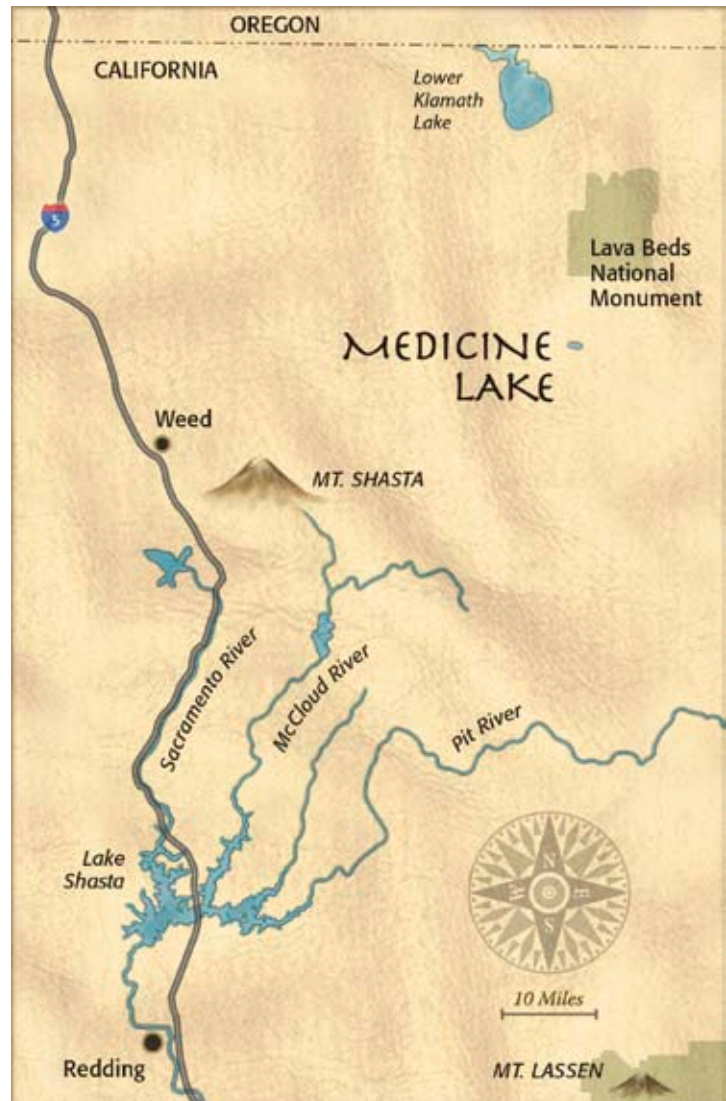 OREGON
CALIFORNIA
Lower
Klamath
Lake
5
Lava Beds
National
Monument
MEDICINE
LAKE
Weed
MT. SHASTA
Sacramento River
McCloud River
Pit River
Lake
Shasta
N
W
E
S
10 Miles
Redding
MT. LASSEN